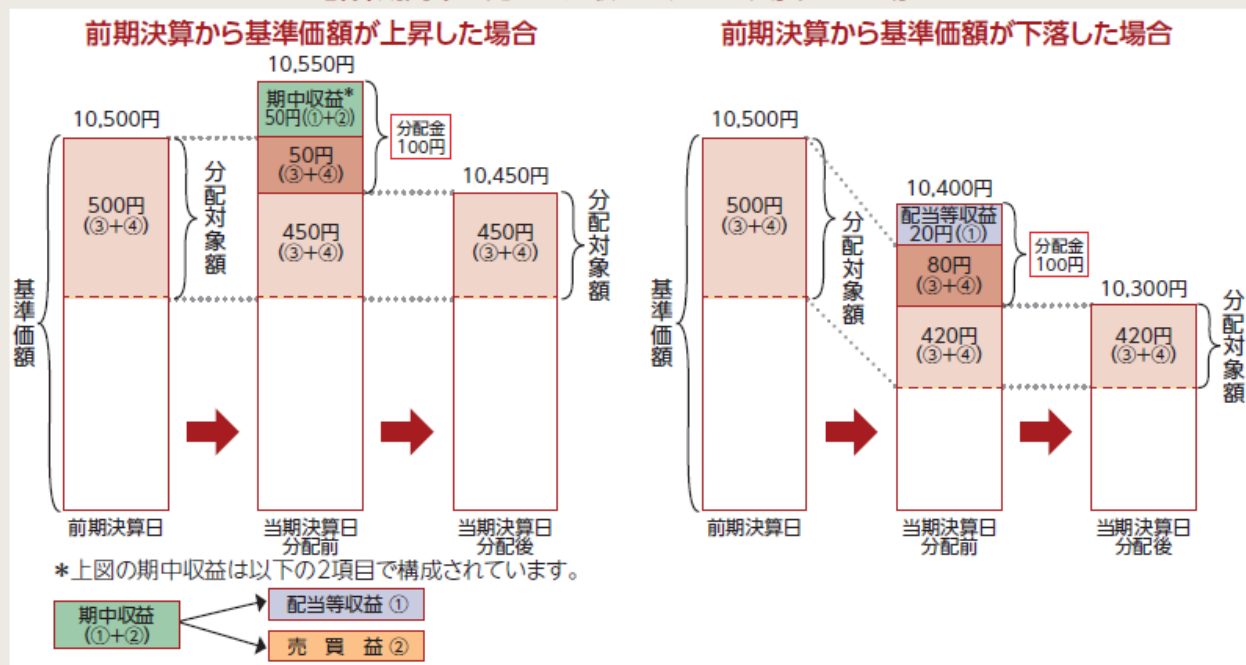 前期決算から基準価額が上昇した場合
10,500円
500円
(③+④)
分配対象額
基準価額
10,550円
期中収益*
50円(①+②)
50円
(③+④)
450円
(③+④)
分配金
100円
10,450円
450円
(③+④)
分配対象額
前期決算日
当期決算日
分配前
当期決算日
分配後
前期決算から基準価額が下落した場合
10,500円
500円
(③+④)
分配対象額
基準価額
10,400円
配当等収益
20円(①)
80円
(③+④)
420円
(③+④)
分配金
100円
10,300円
420円
(③+④)
分配対象額
前期決算日
当期決算日
分配前
当期決算日
分配後
*上図の期中収益は以下の2項目で構成されています。
期中収益
(①+②)
配当等収益 ①
売 買 益 ②